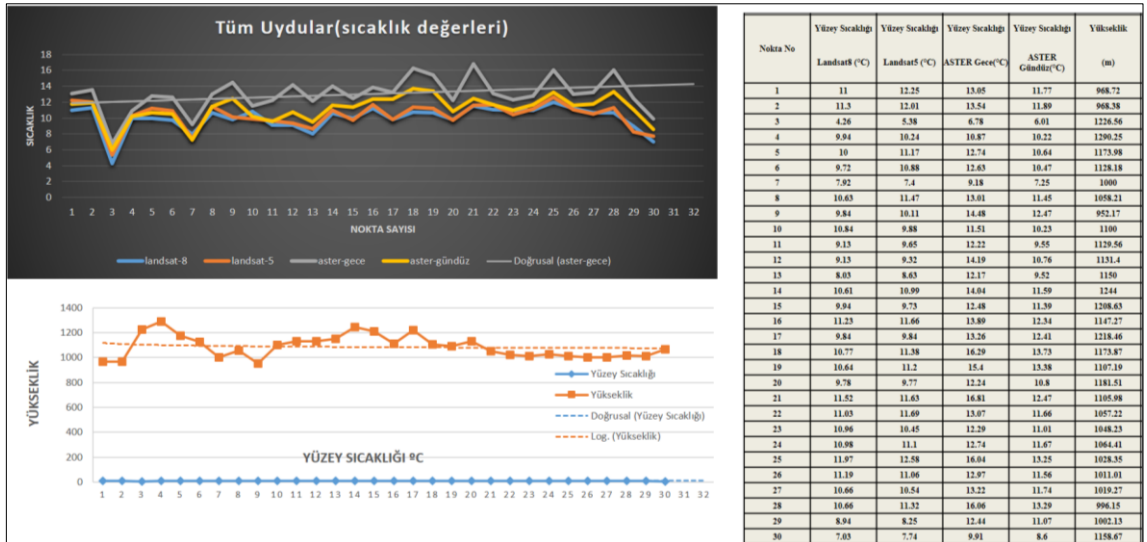 Tüm Uydular(sıcaklık değerleri)
SICAKLIK
18
16
14
12
10
8
6
4
2
0
1 2 3 4 5 6 7 8 9 10 11 12 13 14 15 16 17 18 19 20 21 22 23 24 25 26 27 28 29 30 31 32
NOKTA SAYISI
landsat-8 landsat-5 aster-gece aster-gündüz Doğrusal (aster-gece)
YÜKSEKLİK
1400
1200
1000
800
600
400
200
0
Yüzey Sıcaklığı
Yükseklik
Doğrusal (Yüzey Sıcaklığı)
Log. (Yükseklik)
YÜZEY SICAKLIĞI ºC
1 2 3 4 5 6 7 8 9 10 11 12 13 14 15 16 17 18 19 20 21 22 23 24 25 26 27 28 29 30 31 32
Nokta No Yüzey Sıcaklığı Landsat8 (°C) Yüzey Sıcaklığı Landsat5 (°C) Yüzey Sıcaklığı ASTER Gece(°C) Yüzey Sıcaklığı ASTER Gündüz(°C) Yükseklik (m)
1 11 12.25 13.05 11.77 968.72
2 11.3 12.01 13.54 11.89 968.38
3 4.26 5.38 6.78 6.01 1226.56
4 9.94 10.24 10.87 10.22 1290.25
5 10 11.17 12.74 10.64 1173.98
6 9.72 10.88 12.63 10.47 1128.18
7 7.92 7.4 9.18 7.25 1000
8 10.63 11.47 13.01 11.45 1058.21
9 9.84 10.11 14.48 12.47 952.17
10 10.84 9.88 11.51 10.23 1100
11 9.13 9.65 12.22 9.55 1129.56
12 9.13 9.32 14.19 10.76 1131.4
13 8.03 8.63 12.17 9.52 1150
14 10.61 10.99 14.04 11.59 1244
15 9.94 9.73 12.48 11.39 1208.63
16 11.23 11.66 13.89 12.34 1147.27
17 9.84 9.84 13.26 12.41 1218.46
18 10.77 11.38 16.29 13.73 1173.87
19 10.64 11.2 15.4 13.38 1107.19
20 9.78 9.77 12.24 10.8 1181.51
21 11.52 11.63 16.81 12.47 1105.98
22 11.03 11.69 13.07 11.66 1057.22
23 10.96 10.45 12.29 11.01 1048.23
24 10.98 11.1 12.74 11.67 1064.41
25 11.97 12.58 16.04 13.25 1028.35
26 11.19 11.06 12.97 11.56 1011.01
27 10.66 10.54 13.22 11.74 1019.27
28 10.66 11.32 16.06 13.29 996.15
29 8.94 8.25 12.44 11.07 1002.13
30 7.03 7.74 9.91 8.6 1158.67